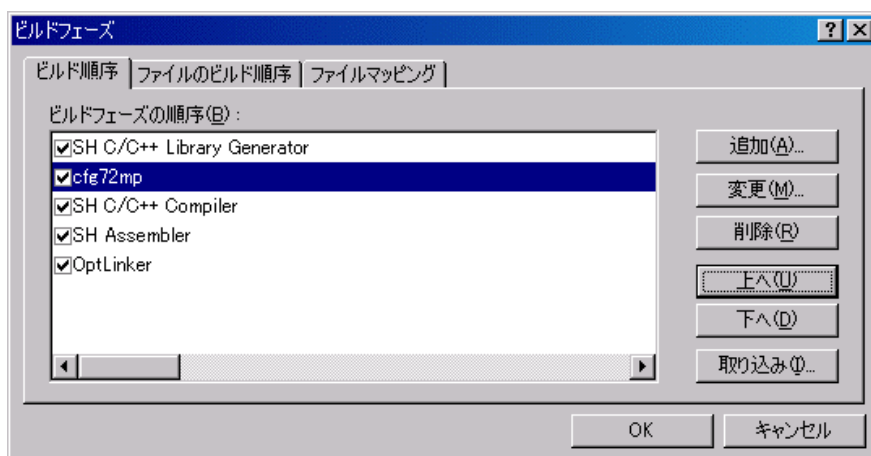 ビルドフェーズ
ビルド順序 ファイルのビルド順序 ファイルマッピング
ビルドフェーズの順序(B) :
SH C/C++ Library Generator
cfg72mp
SH C/C++ Compiler
SH Assembler
OptLinker
追加(A)...
変更(M)...
削除(R)
上へ(U)
下へ(D)
取り込み(I)...
OK キャンセル